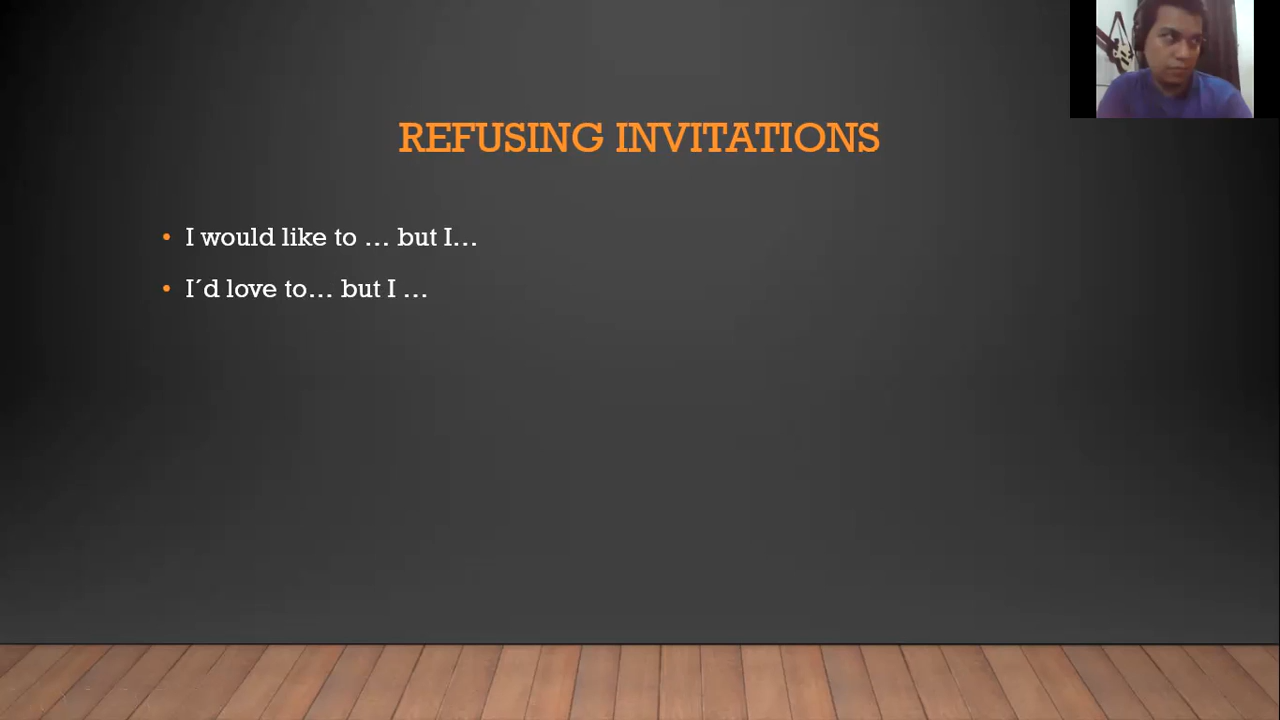 REFUSING INVITATIONS
• I would like to … but I…
• I´d love to… but I …